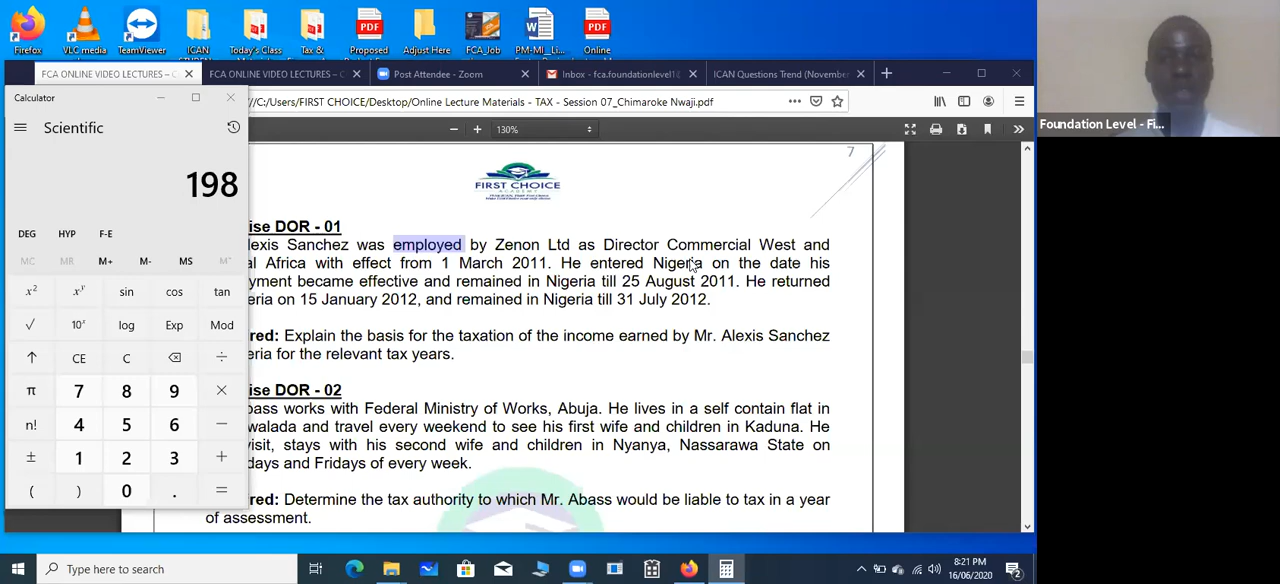 Firefox
VLC media
TeamViewer
ICAN
STUDENTS
Today's Class
Tax &
Proposed
Adjust Here
FCA_Job
PM-MI__Li...
Online
FCA ONLINE VIDEO LECTURES – C
FCA ONLINE VIDEO LECTURES – C
Post Attendee - Zoom
Inbox - fca.foundationlevel1@
ICAN Questions Trend (November
Calculator
///C:/Users/FIRST CHOICE/Desktop/Online Lecture Materials - TAX - Session 07_Chimaroke Nwaji.pdf
Scientific
130%
Foundation Level - Fi...
7
198
FIRST CHOICE
DEG HYP F-E
MC MR M+ M- MS M˅
x² xʸ sin cos tan
√ 10ˣ log Exp Mod
↑ CE C ÷
π 7 8 9 ×
n! 4 5 6 −
± 1 2 3 +
( ) 0 . =
ise DOR - 01
lexis Sanchez was employed by Zenon Ltd as Director Commercial West and
al Africa with effect from 1 March 2011. He entered Nigeria on the date his
yment became effective and remained in Nigeria till 25 August 2011. He returned
eria on 15 January 2012, and remained in Nigeria till 31 July 2012.
red: Explain the basis for the taxation of the income earned by Mr. Alexis Sanchez
eria for the relevant tax years.
ise DOR - 02
bass works with Federal Ministry of Works, Abuja. He lives in a self contain flat in
walada and travel every weekend to see his first wife and children in Kaduna. He
visit, stays with his second wife and children in Nyanya, Nassarawa State on
days and Fridays of every week.
red: Determine the tax authority to which Mr. Abass would be liable to tax in a year
of assessment.
Type here to search
8:21 PM
16/06/2020
2